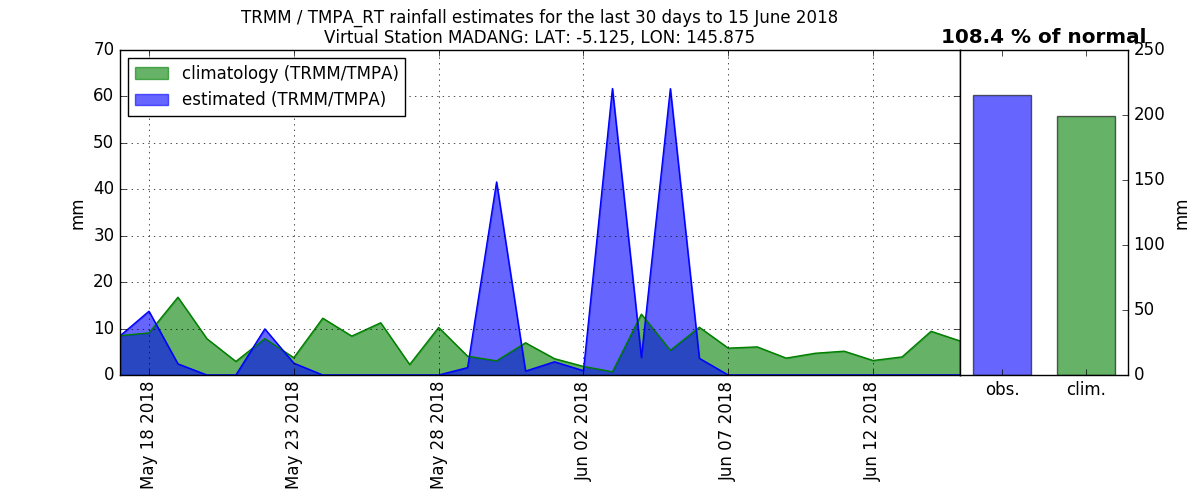 TRMM / TMPA_RT rainfall estimates for the last 30 days to 15 June 2018
Virtual Station MADANG: LAT: -5.125, LON: 145.875
108.4 % of normal
climatology (TRMM/TMPA)
estimated (TRMM/TMPA)
mm
70
60
50
40
30
20
10
0
May 18 2018
May 23 2018
May 28 2018
Jun 02 2018
Jun 07 2018
Jun 12 2018
obs.
clim.
250
200
150
100
50
0
mm